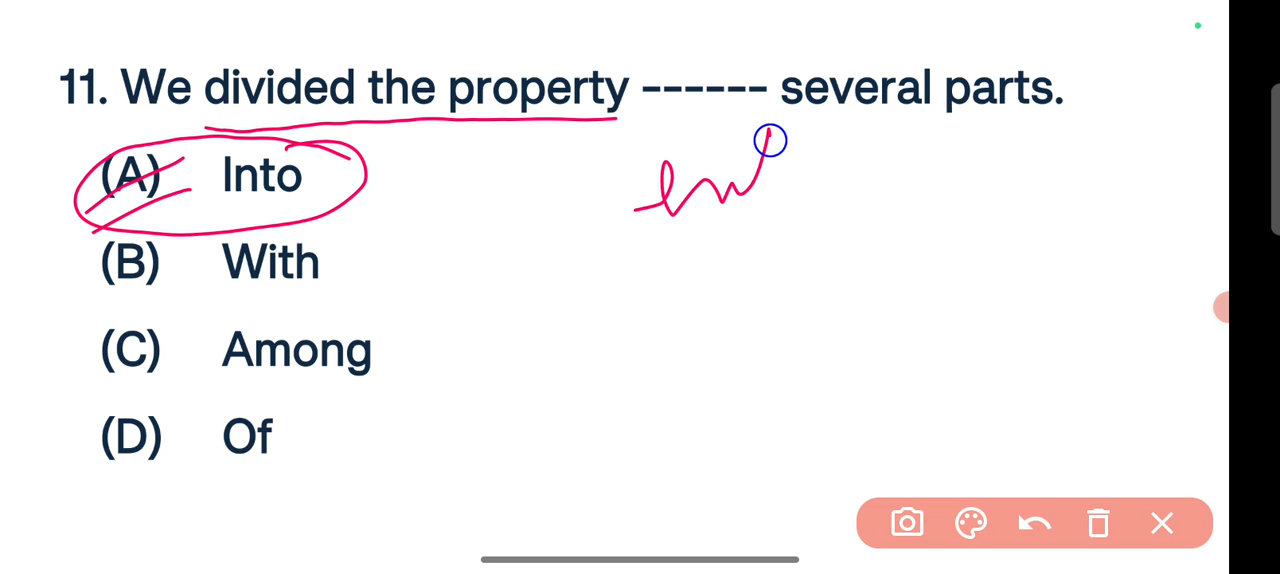 11. We divided the property ------ several parts.
(A) Into
(B) With
(C) Among
(D) Of